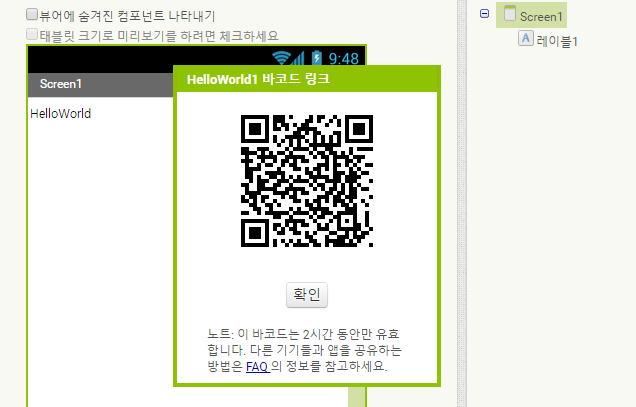 뷰어에 숨겨진 컴포넌트 나타내기
태블릿 크기로 미리보기를 하려면 체크하세요
9:48
Screen1
HelloWorld
HelloWorld1 바코드 링크
확인
노트: 이 바코드는 2시간 동안만 유효
합니다. 다른 기기들과 앱을 공유하는
방법은 FAQ 의 정보를 참고하세요.
Screen1
A 레이블1